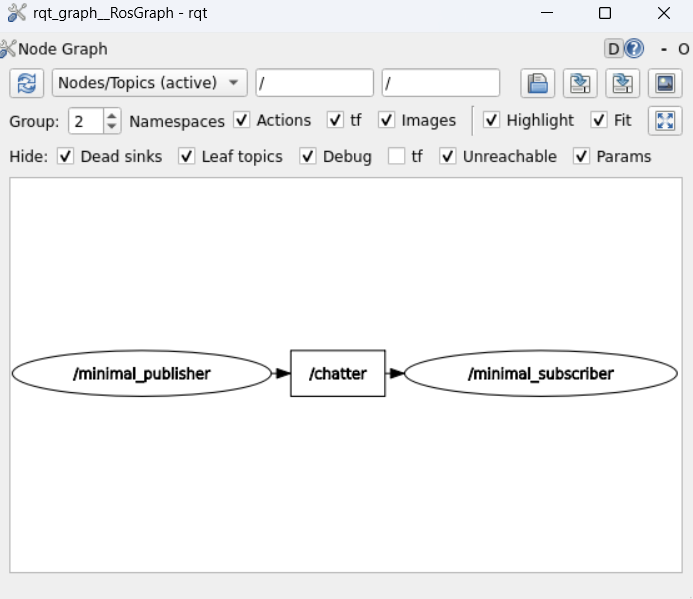 rqt_graph__RosGraph - rqt
Node Graph D ? - O
Nodes/Topics (active) / /
Group: 2 Namespaces Actions tf Images Highlight Fit
Hide: Dead sinks Leaf topics Debug tf Unreachable Params
/minimal_publisher /chatter /minimal_subscriber